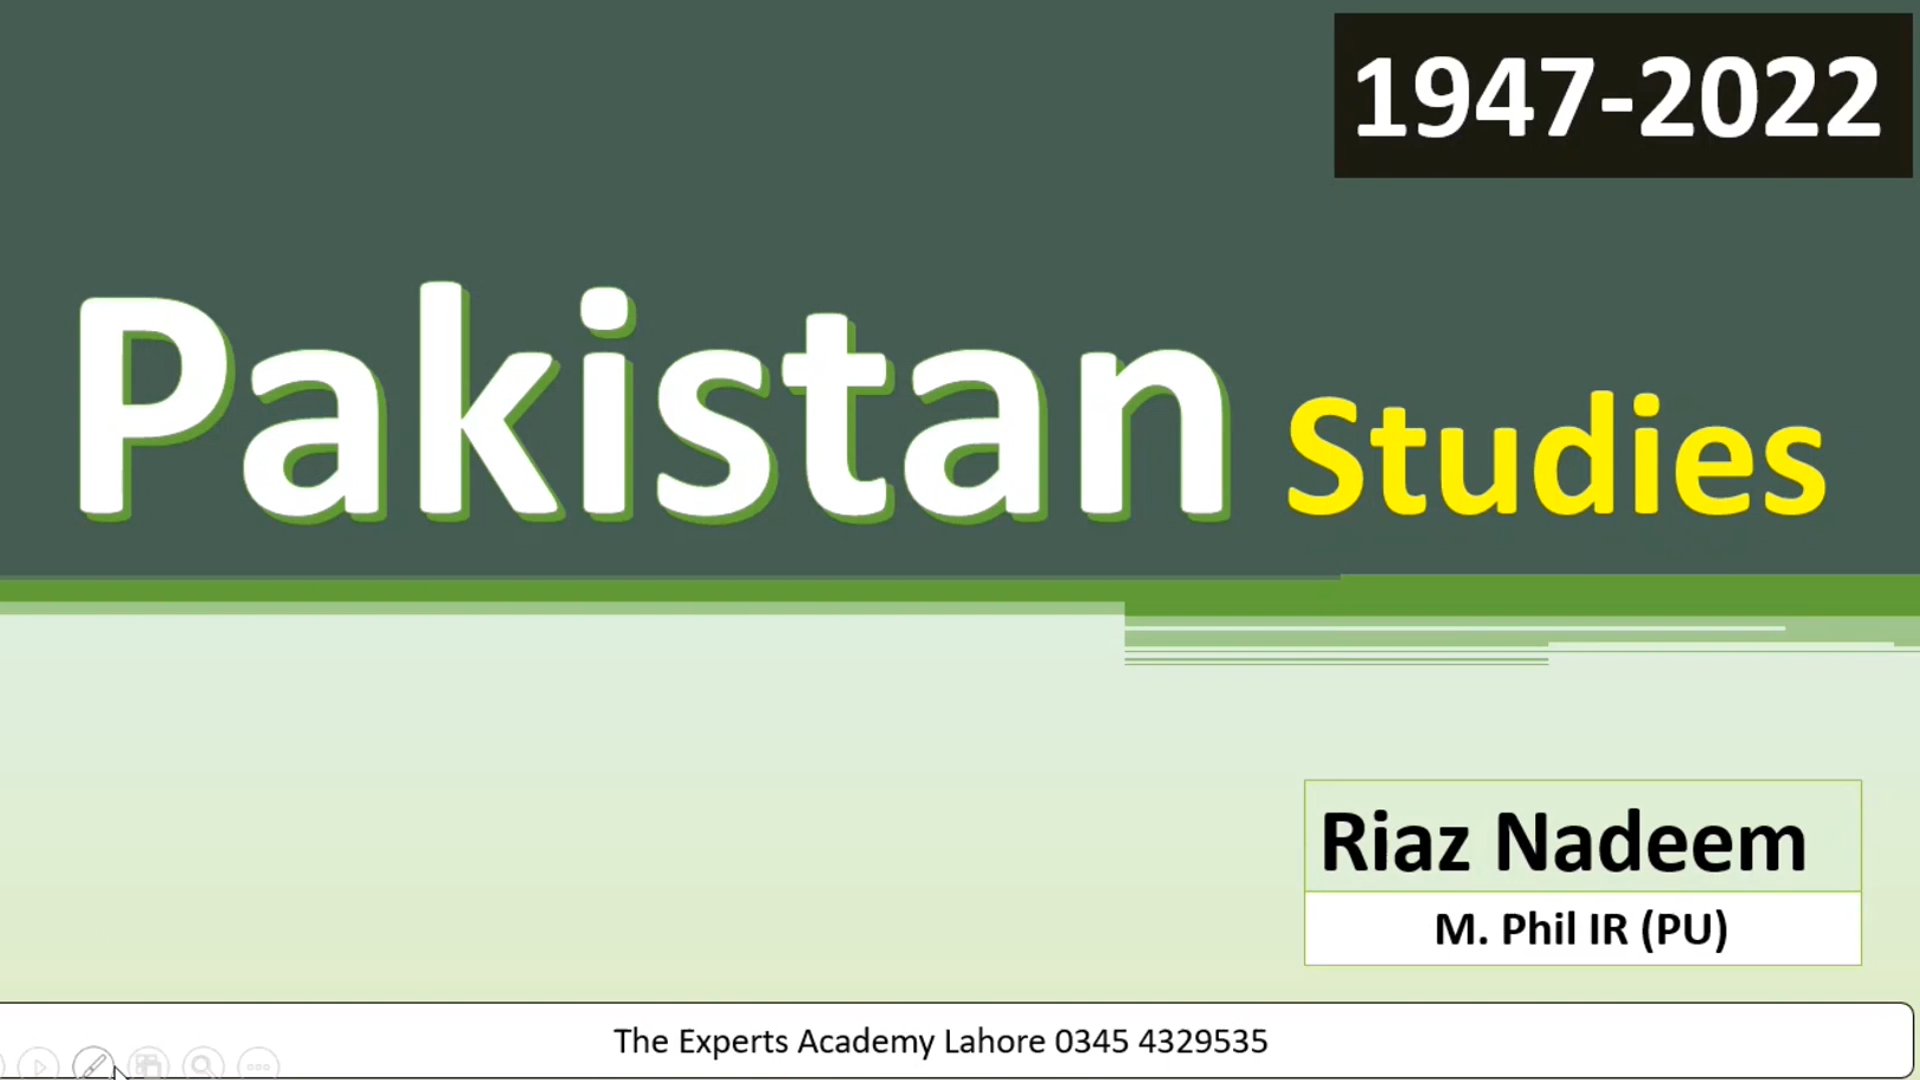 1947-2022
Pakistan Studies
Riaz Nadeem
M. Phil IR (PU)
The Experts Academy Lahore 0345 4329535